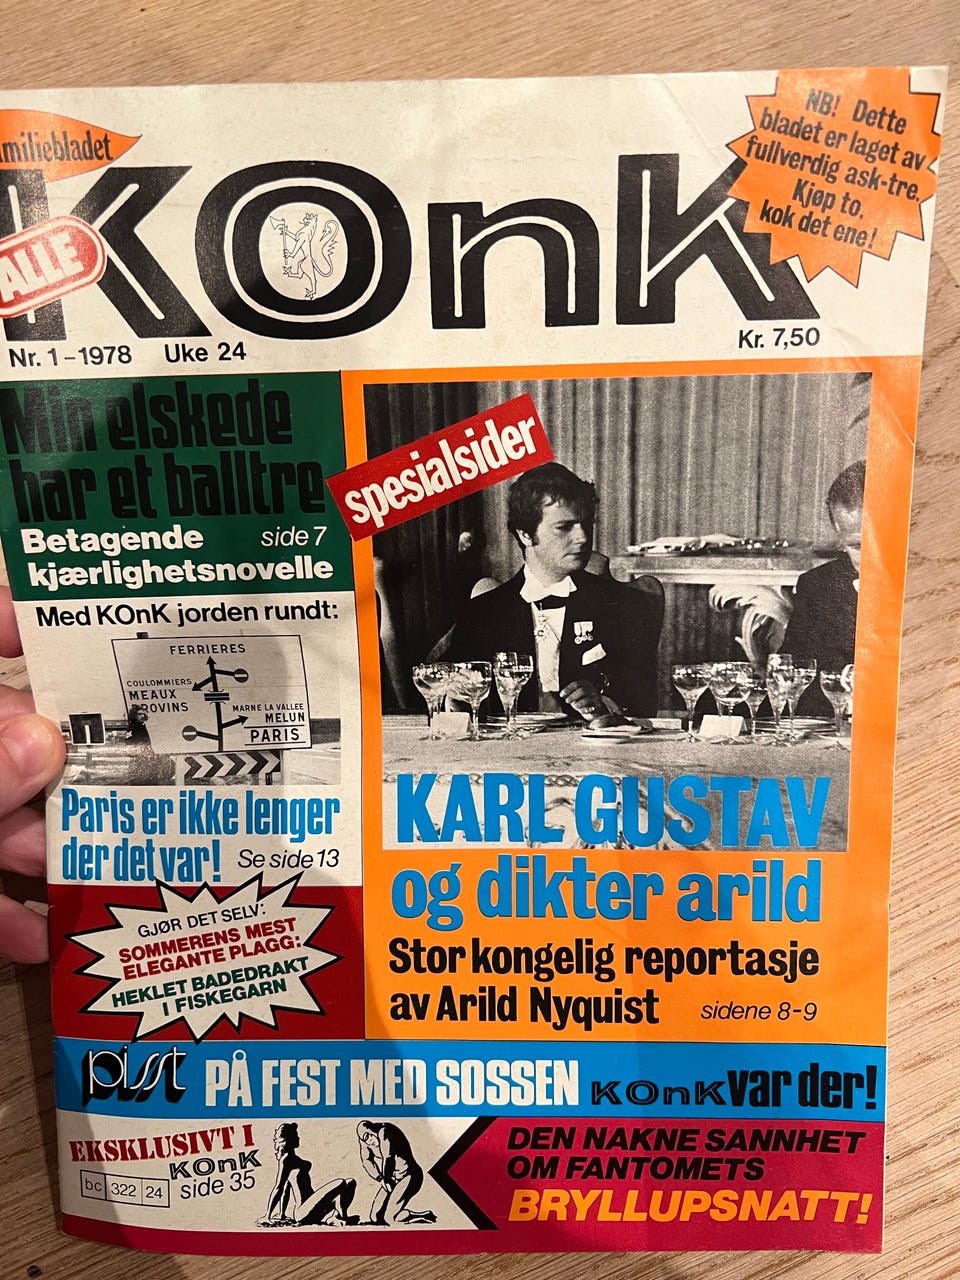 amiliebladet
KOnK
ALLE
NB! Dette
bladet er laget av
fullverdig ask-tre.
Kjøp to,
kok det ene!
Nr. 1-1978 Uke 24
Kr. 7,50
Min elskede
har et balltre
Betagende side 7
kjærlighetsnovelle
Med KOnK jorden rundt:
FERRIERES
COULOMMIERS
MEAUX
PROVINS
MARNE LA VALLEE
MELUN
PARIS
Paris er ikke lenger
der det var! Se side 13
GJØR DET SELV:
SOMMERENS MEST
ELEGANTE PLAGG:
HEKLET BADEDRAKT
I FISKEGARN
spesialsider
KARL GUSTAV
og dikter arild
Stor kongelig reportasje
av Arild Nyquist sidene 8-9
pisst PÅ FEST MED SOSSEN KOnK var der!
EKSKLUSIVT I
KOnK
side 35
bc 322 24
DEN NAKNE SANNHET
OM FANTOMETS
BRYLLUPSNATT!